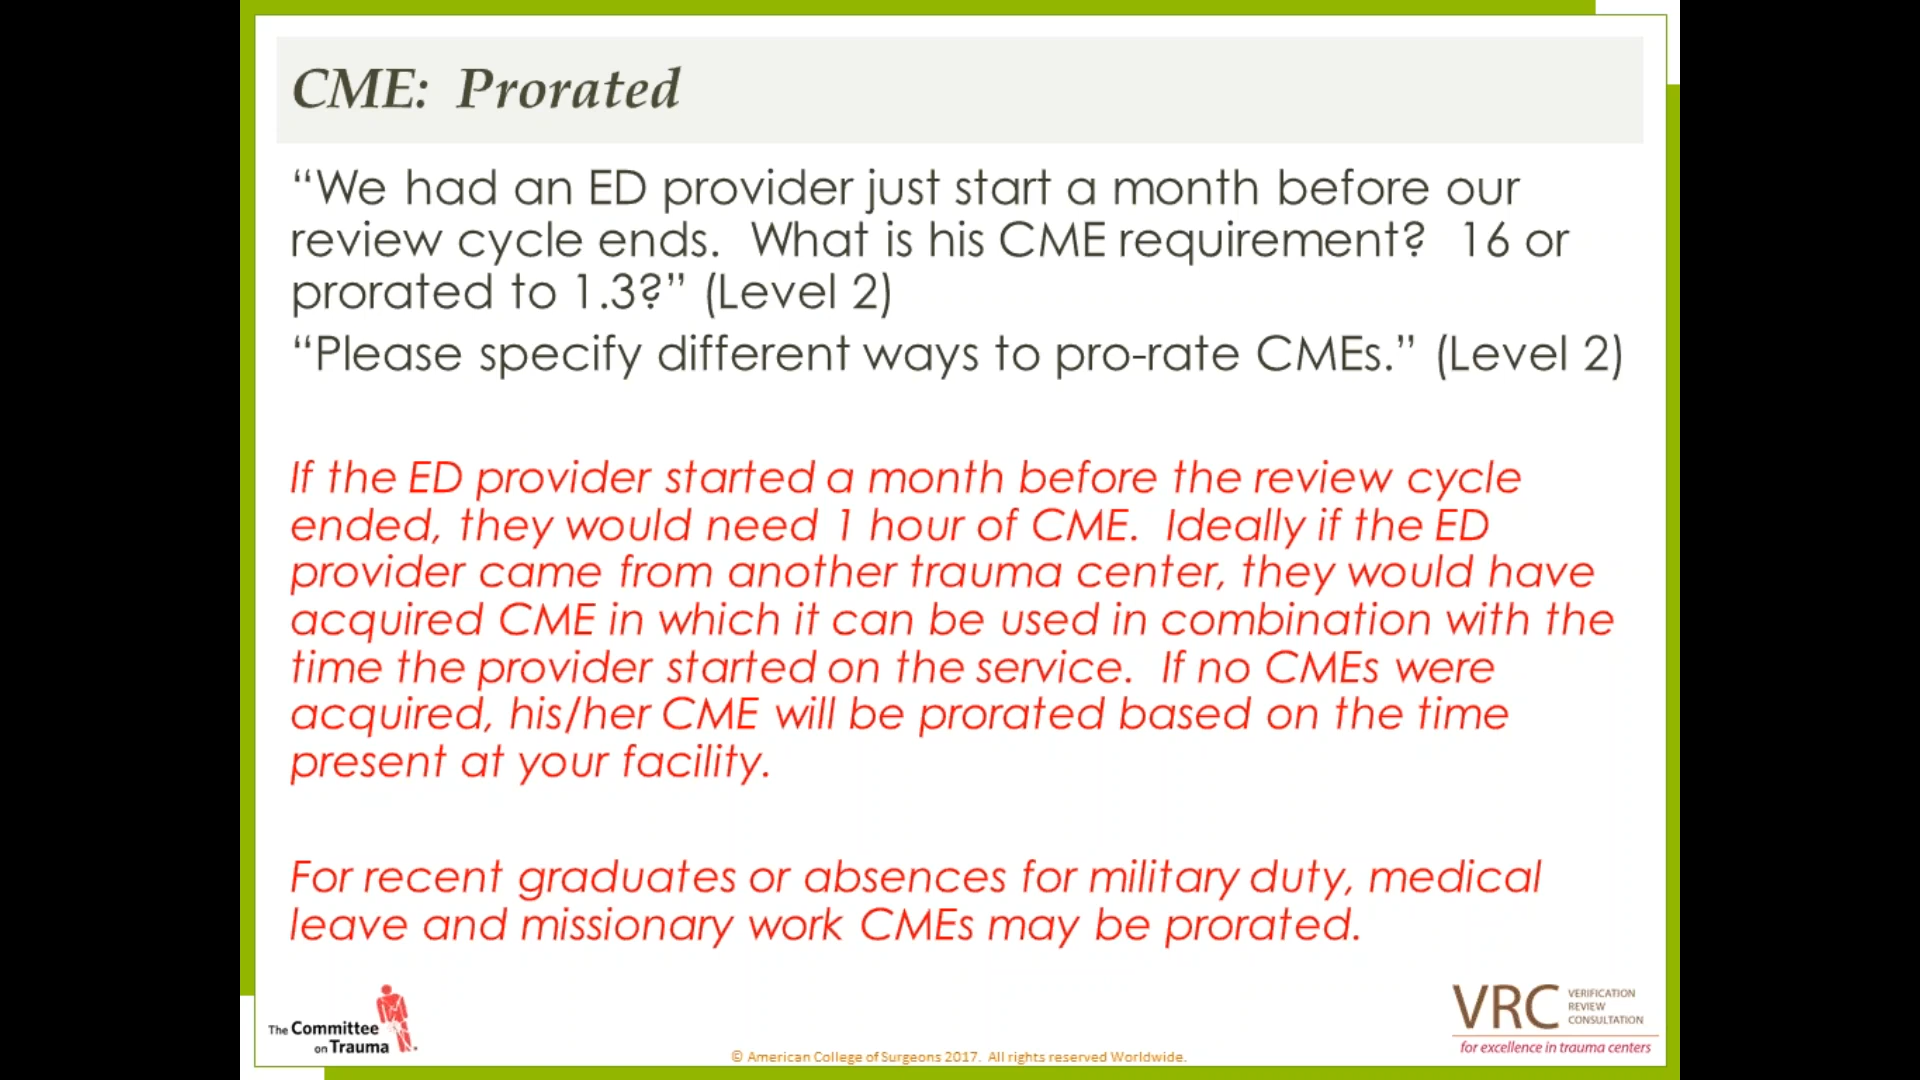 CME: Prorated
“We had an ED provider just start a month before our
review cycle ends. What is his CME requirement? 16 or
prorated to 1.3?” (Level 2)
“Please specify different ways to pro-rate CMEs.” (Level 2)
If the ED provider started a month before the review cycle
ended, they would need 1 hour of CME. Ideally if the ED
provider came from another trauma center, they would have
acquired CME in which it can be used in combination with the
time the provider started on the service. If no CMEs were
acquired, his/her CME will be prorated based on the time
present at your facility.
For recent graduates or absences for military duty, medical
leave and missionary work CMEs may be prorated.
The Committee
on Trauma
© American College of Surgeons 2017. All rights reserved Worldwide.
VRC
VERIFICATION
REVIEW
CONSULTATION
for excellence in trauma centers